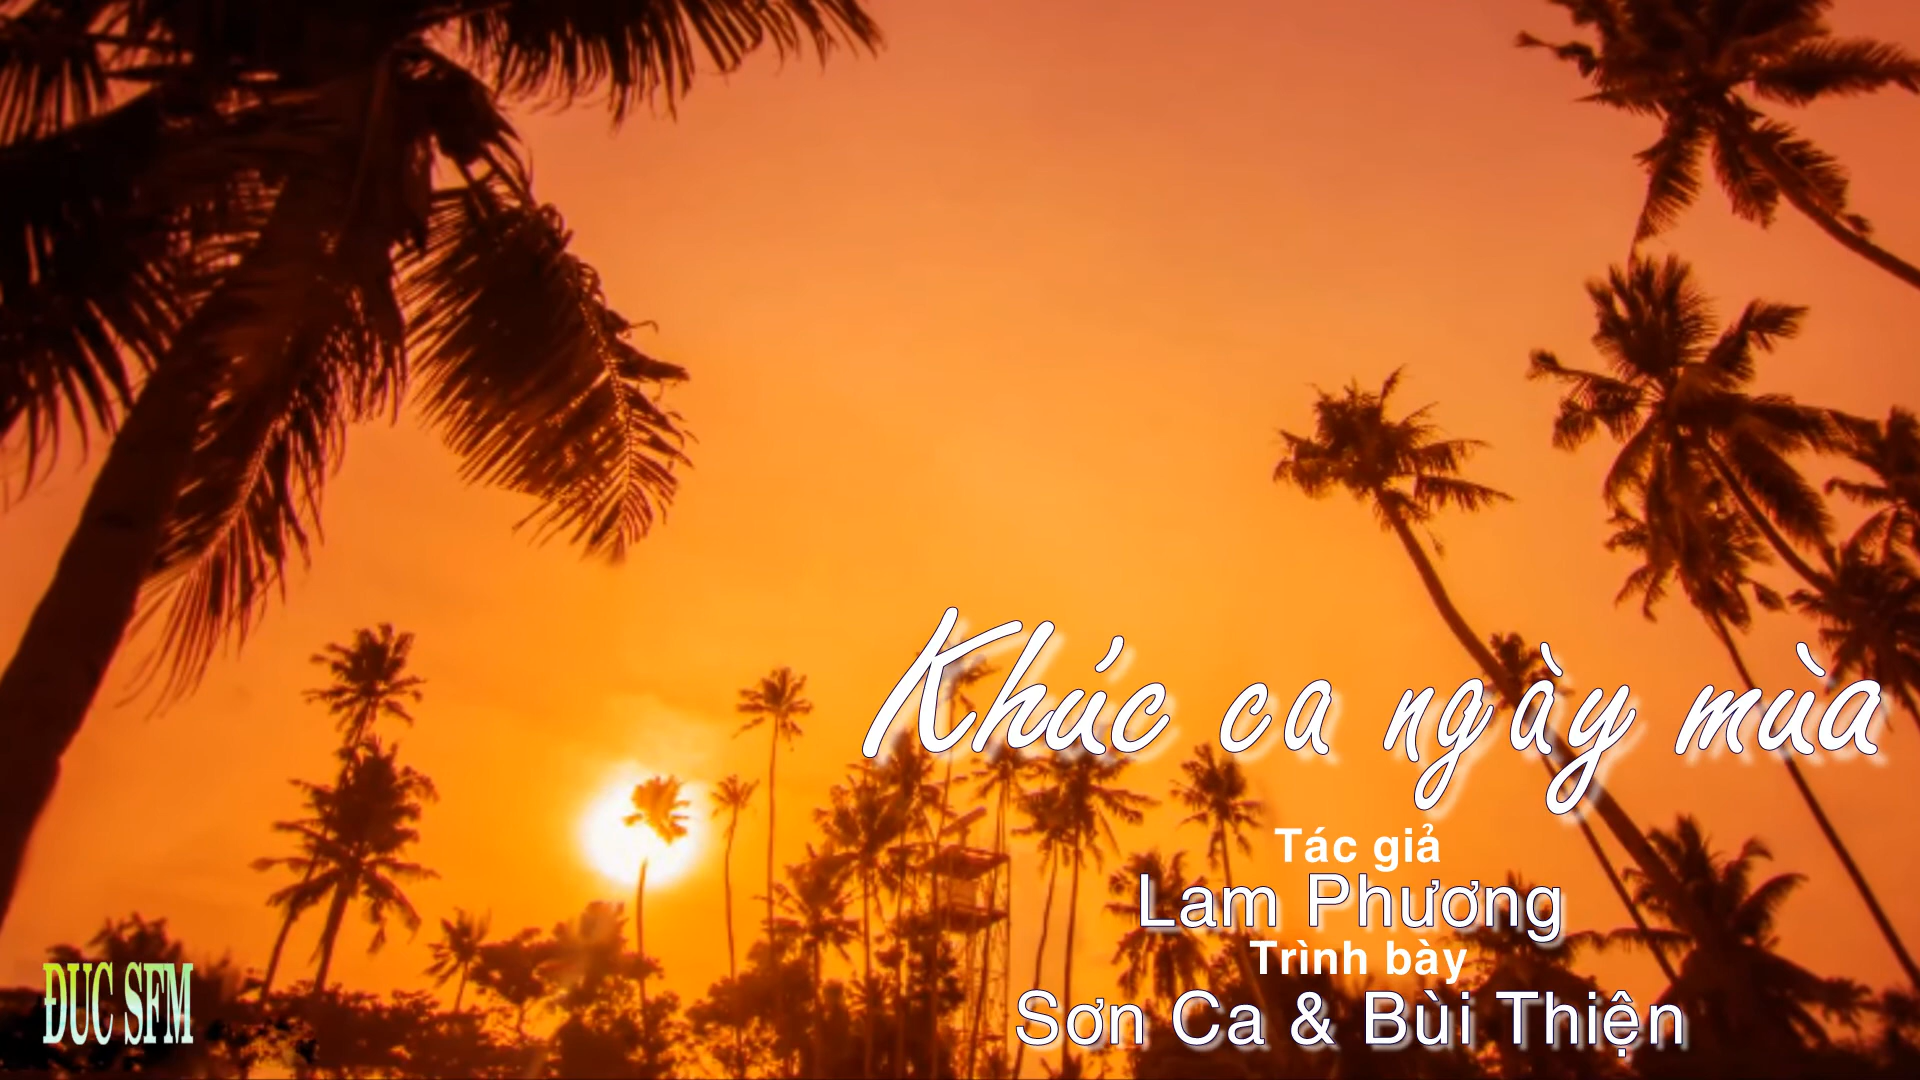 Khúc ca ngày mùa
Tác giả
Lam Phương
Trình bày
Sơn Ca & Bùi Thiện
ĐUC SFM